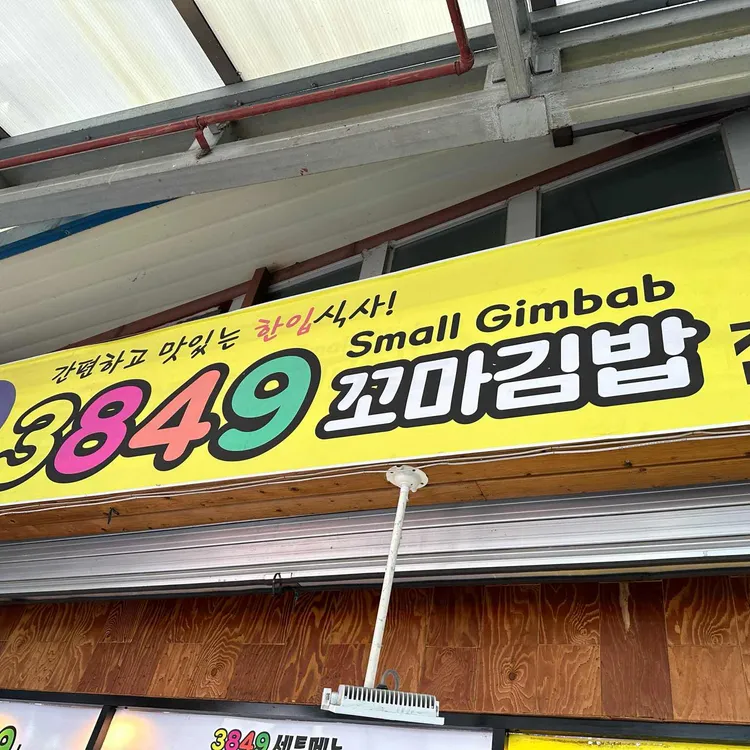 간편하고 맛있는 한입식사!
Small Gimbab
3849 꼬마김밥
3849 세트메뉴